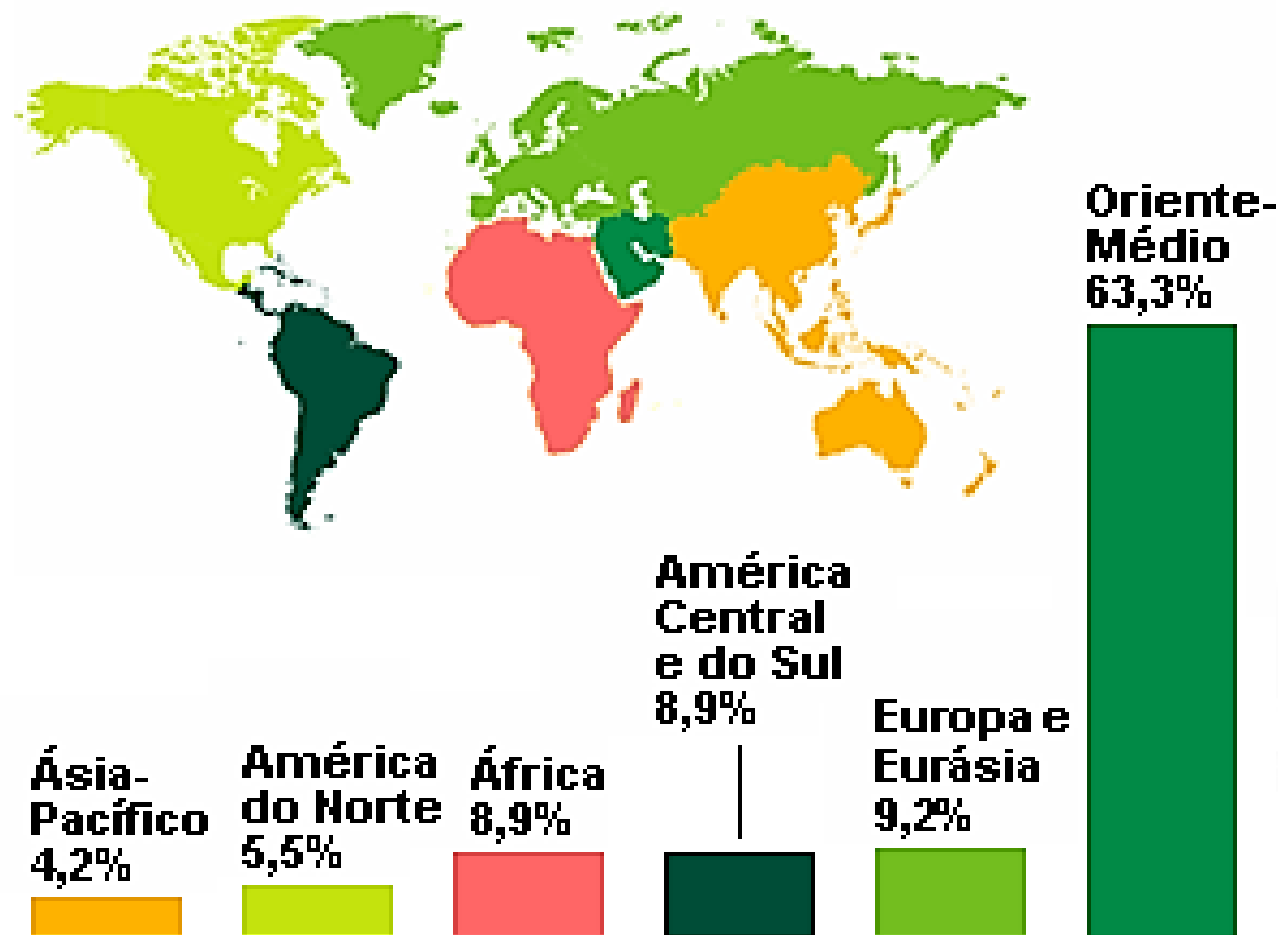 Oriente-
Médio
63,3%
América
Central
e do Sul
8,9%
Europa e
Eurásia
9,2%
Ásia-
Pacífico
4,2%
América
do Norte
5,5%
África
8,9%